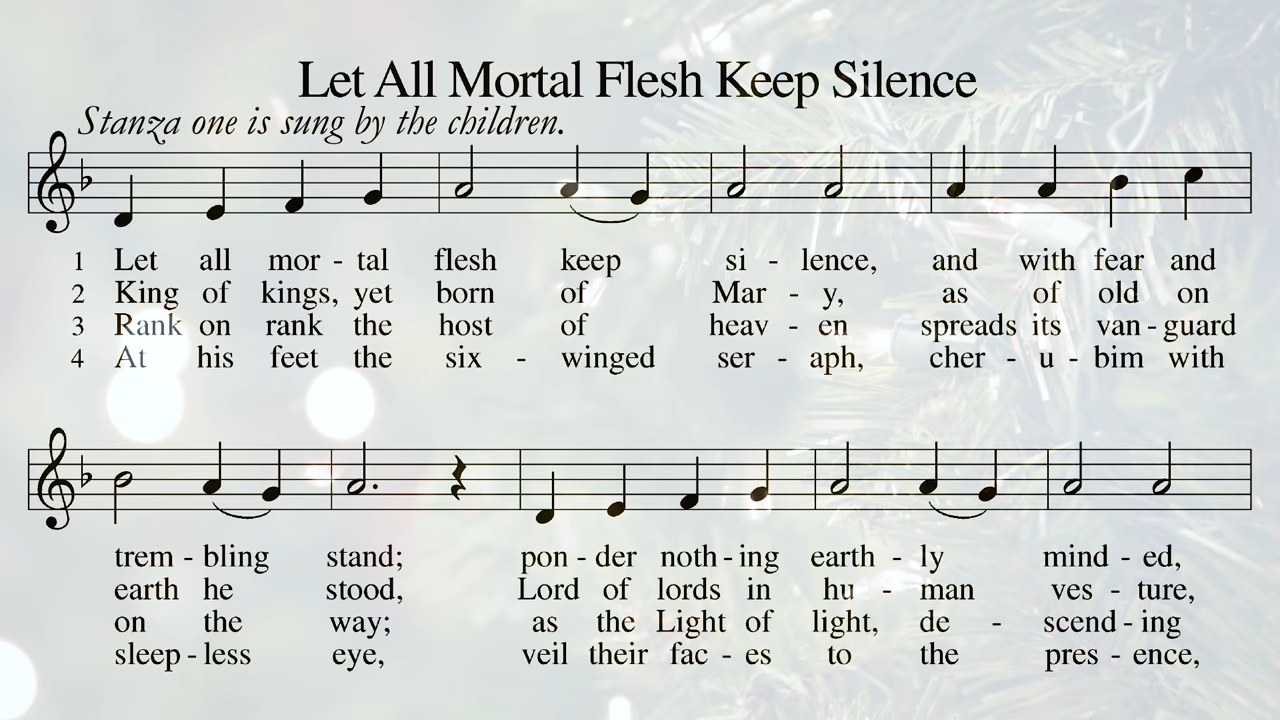 Let All Mortal Flesh Keep Silence
Stanza one is sung by the children.
1 Let all mor - tal flesh keep si - lence, and with fear and
2 King of kings, yet born of Mar - y, as of old on
3 Rank on rank the host of heav - en spreads its van - guard
4 At his feet the six - winged ser - aph, cher - u - bim with
trem - bling stand; pon - der noth - ing earth - ly mind - ed,
earth he stood, Lord of lords in hu - man ves - ture,
on the way; as the Light of light, de - scend - ing
sleep - less eye, veil their fac - es to the pres - ence,